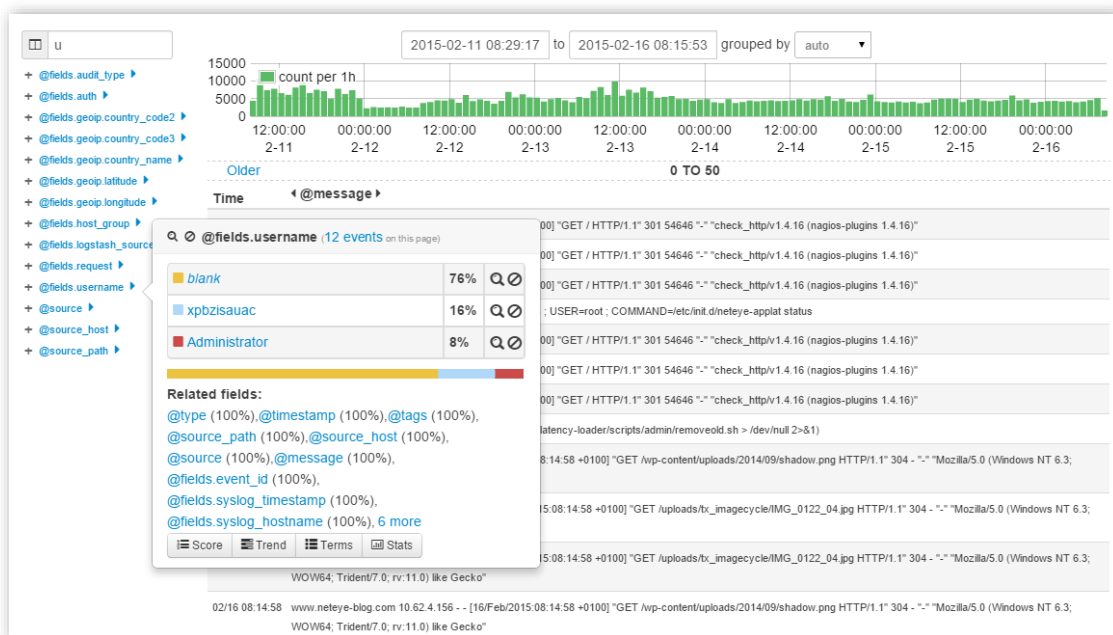 u
2015-02-11 08:29:17 to 2015-02-16 08:15:53 grouped by auto
@fields.audit_type
@fields.auth
@fields.geoip.country_code2
@fields.geoip.country_code3
@fields.geoip.country_name
@fields.geoip.latitude
@fields.geoip.longitude
@fields.host_group
@fields.logstash_source
@fields.request
@fields.username
@source
@source_host
@source_path
15000
10000
5000
0
count per 1h
12:00:00 00:00:00 12:00:00 00:00:00 12:00:00 00:00:00 12:00:00 00:00:00 12:00:00 00:00:00
2-11 2-12 2-12 2-13 2-13 2-14 2-14 2-15 2-15 2-16
Older 0 TO 50
Time @message
@fields.username (12 events on this page)
blank 76%
xpbzisauac 16%
Administrator 8%
Related fields:
@type (100%),@timestamp (100%),@tags (100%),
@source_path (100%),@source_host (100%),
@source (100%),@message (100%),
@fields.event_id (100%),
@fields.syslog_timestamp (100%),
@fields.syslog_hostname (100%), 6 more
Score Trend Terms Stats
00] "GET / HTTP/1.1" 301 54646 "-" "check_http/v1.4.16 (nagios-plugins 1.4.16)"
00] "GET / HTTP/1.1" 301 54646 "-" "check_http/v1.4.16 (nagios-plugins 1.4.16)"
00] "GET / HTTP/1.1" 301 54646 "-" "check_http/v1.4.16 (nagios-plugins 1.4.16)"
; USER=root ; COMMAND=/etc/init.d/neteye-applat status
00] "GET / HTTP/1.1" 301 54646 "-" "check_http/v1.4.16 (nagios-plugins 1.4.16)"
00] "GET / HTTP/1.1" 301 54646 "-" "check_http/v1.4.16 (nagios-plugins 1.4.16)"
00] "GET / HTTP/1.1" 301 54646 "-" "check_http/v1.4.16 (nagios-plugins 1.4.16)"
latency-loader/scripts/admin/removeold.sh > /dev/null 2>&1)
8:14:58 +0100] "GET /wp-content/uploads/2014/09/shadow.png HTTP/1.1" 304 - "-" "Mozilla/5.0 (Windows NT 6.3;
15:08:14:58 +0100] "GET /uploads/tx_imagecycle/IMG_0122_04.jpg HTTP/1.1" 304 - "-" "Mozilla/5.0 (Windows NT 6.3;
15:08:14:58 +0100] "GET /uploads/tx_imagecycle/IMG_0122_04.jpg HTTP/1.1" 304 - "-" "Mozilla/5.0 (Windows NT 6.3;
WOW64; Trident/7.0; rv:11.0) like Gecko"
02/16 08:14:58 www.neteye-blog.com 10.62.4.156 - - [16/Feb/2015:08:14:58 +0100] "GET /wp-content/uploads/2014/09/shadow.png HTTP/1.1" 304 - "-" "Mozilla/5.0 (Windows NT 6.3;
WOW64; Trident/7.0; rv:11.0) like Gecko"